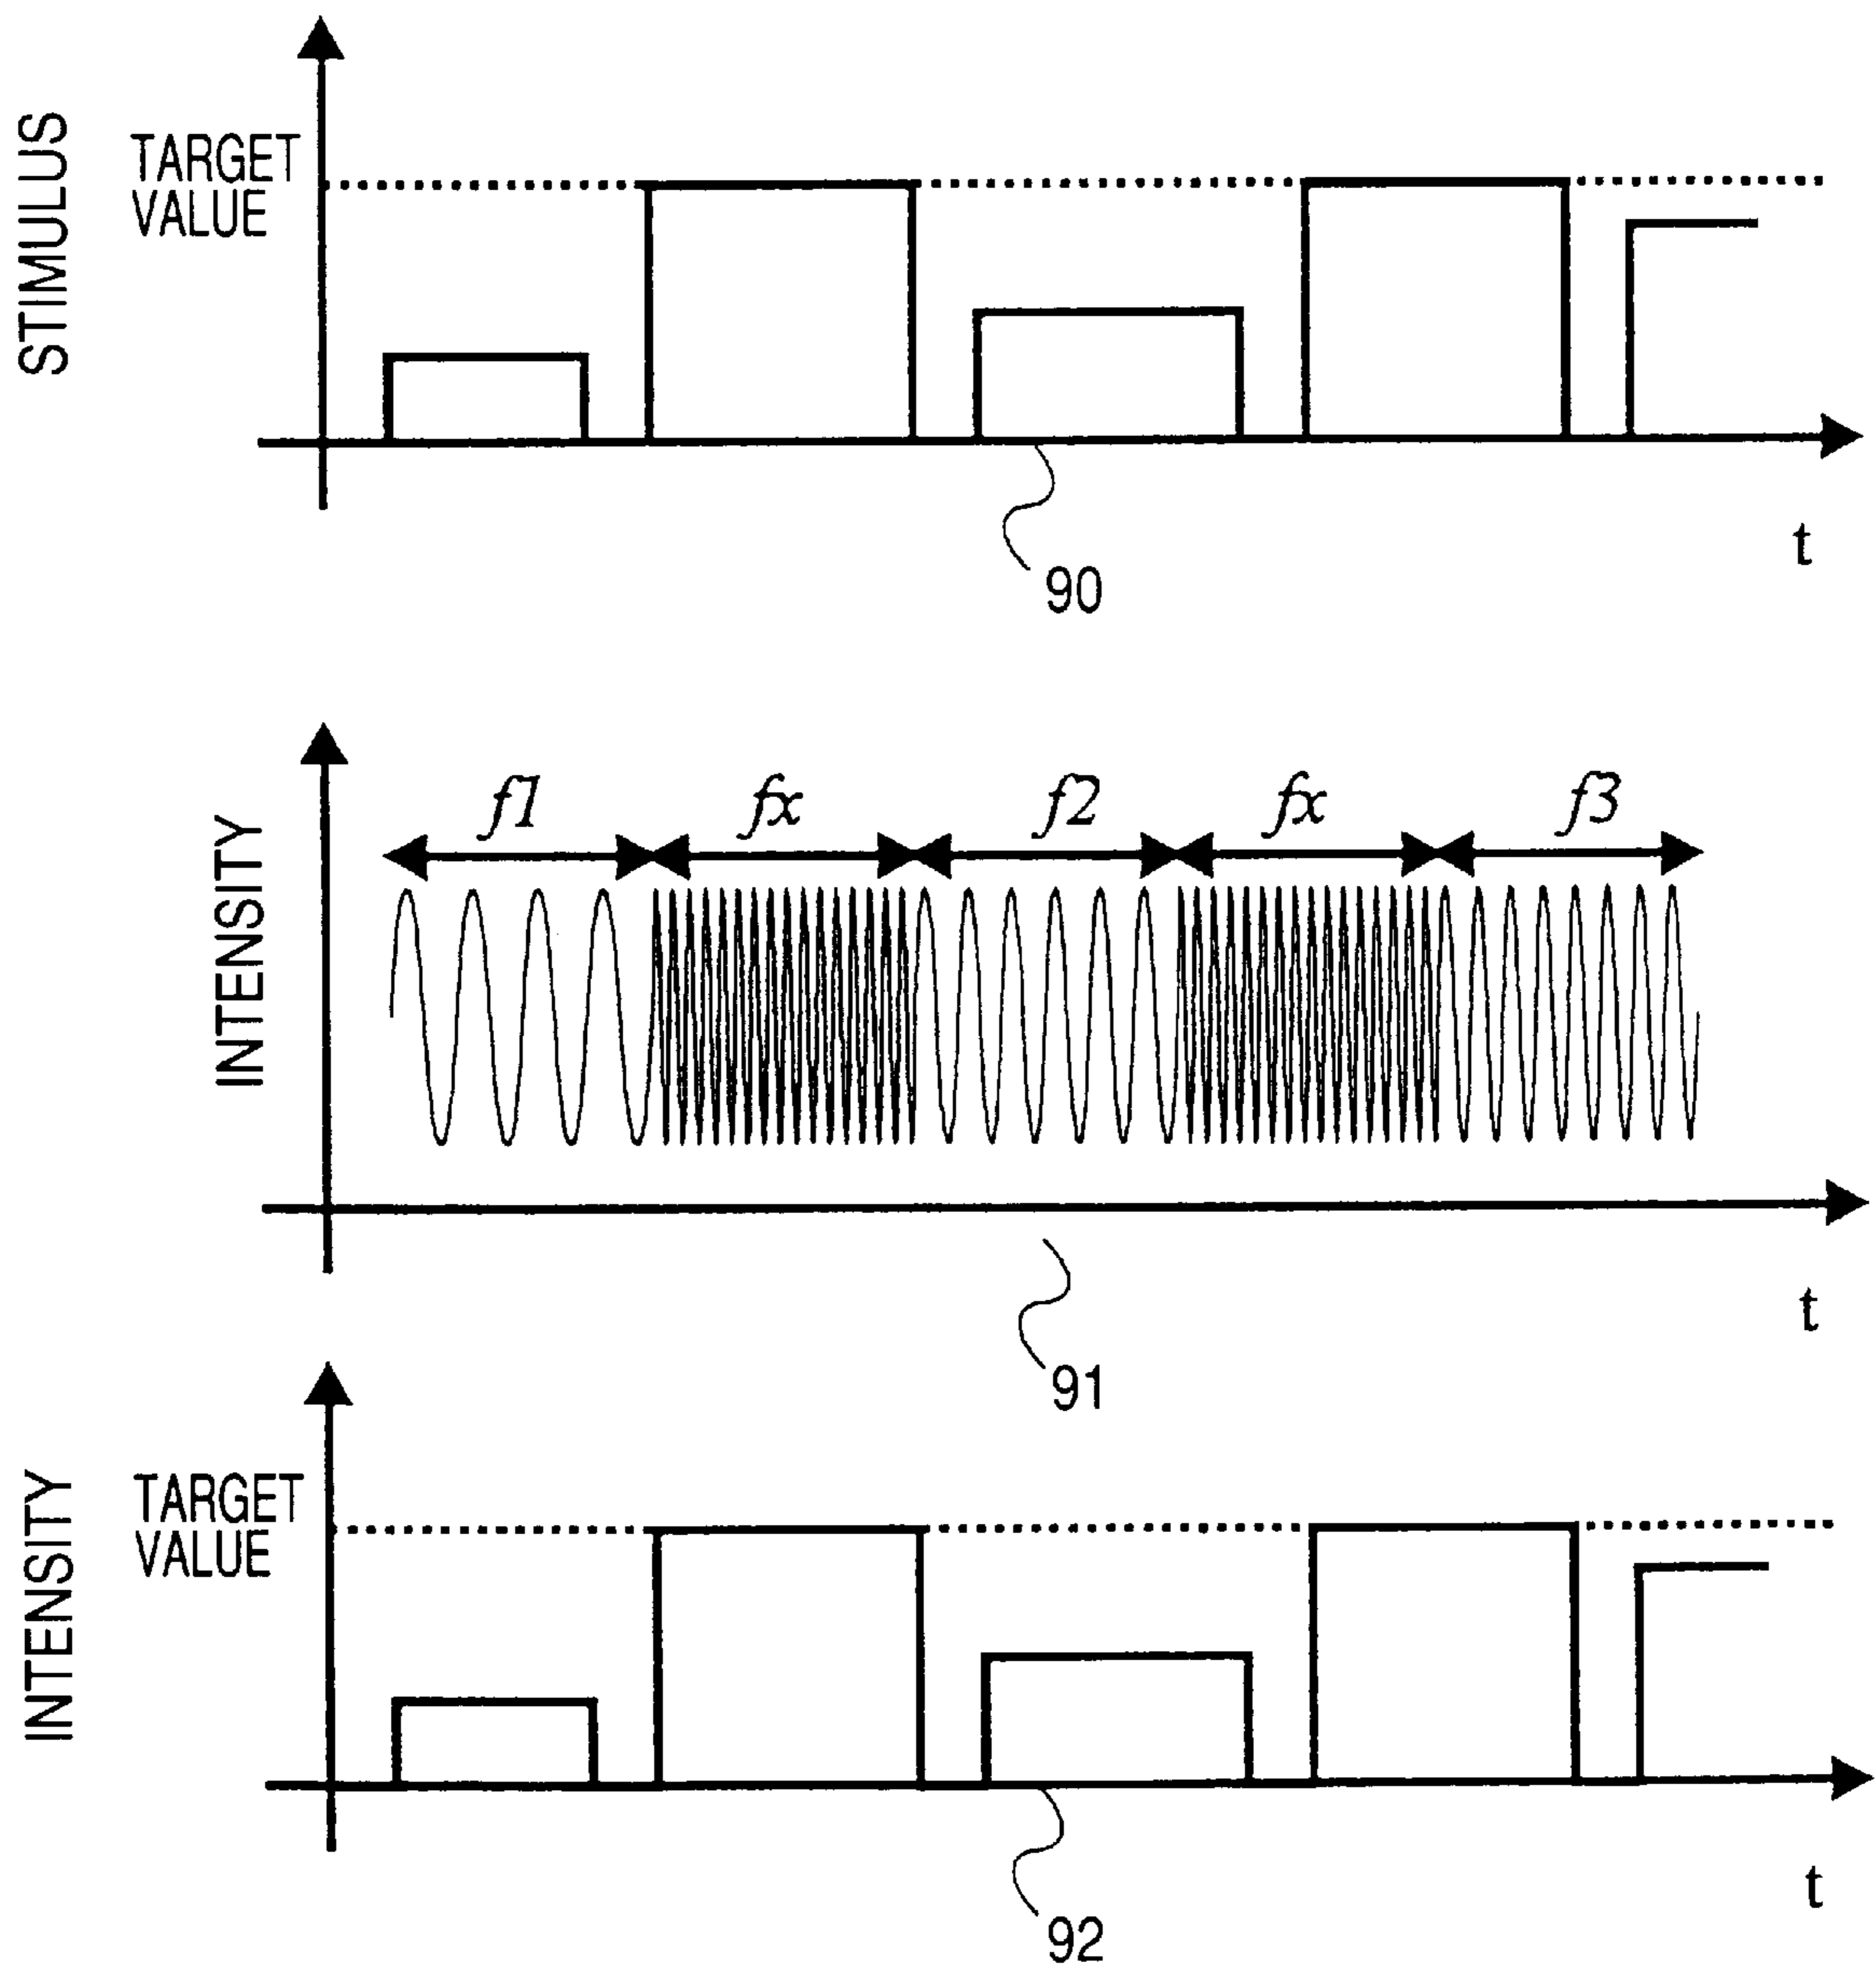 STIMULUS
TARGET
VALUE
t
90
INTENSITY
f1 fx f2 fx f3
t
91
INTENSITY
TARGET
VALUE
t
92